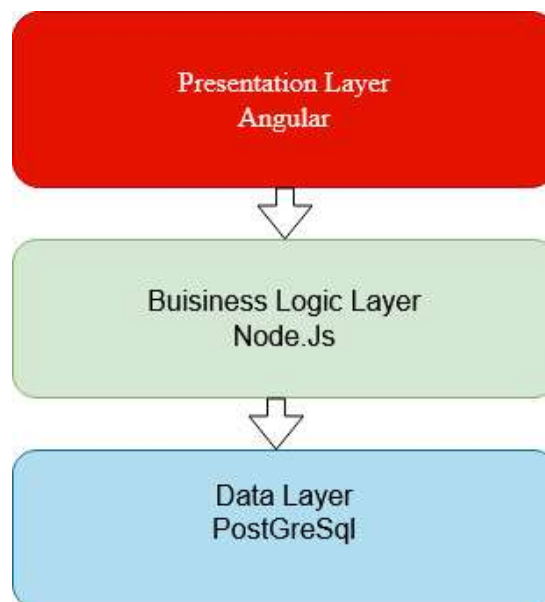 Presentation Layer
Angular
Buisiness Logic Layer
Node.Js
Data Layer
PostGreSql